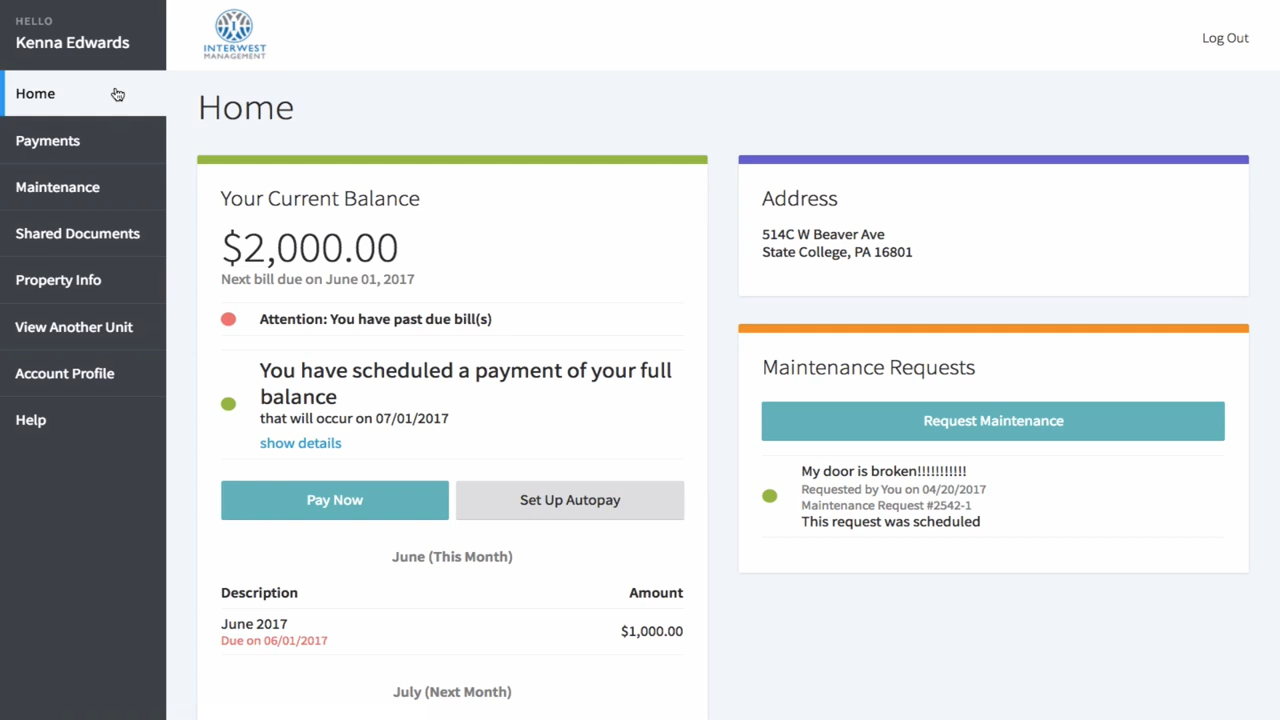 HELLO
Kenna Edwards
Home
Payments
Maintenance
Shared Documents
Property Info
View Another Unit
Account Profile
Help
INTERWEST
MANAGEMENT
Log Out
Home
Your Current Balance
$2,000.00
Next bill due on June 01, 2017
Attention: You have past due bill(s)
You have scheduled a payment of your full
balance
that will occur on 07/01/2017
show details
Pay Now
Set Up Autopay
June (This Month)
Description Amount
June 2017
Due on 06/01/2017
$1,000.00
July (Next Month)
Address
514C W Beaver Ave
State College, PA 16801
Maintenance Requests
Request Maintenance
My door is broken!!!!!!!!!!!
Requested by You on 04/20/2017
Maintenance Request #2542-1
This request was scheduled